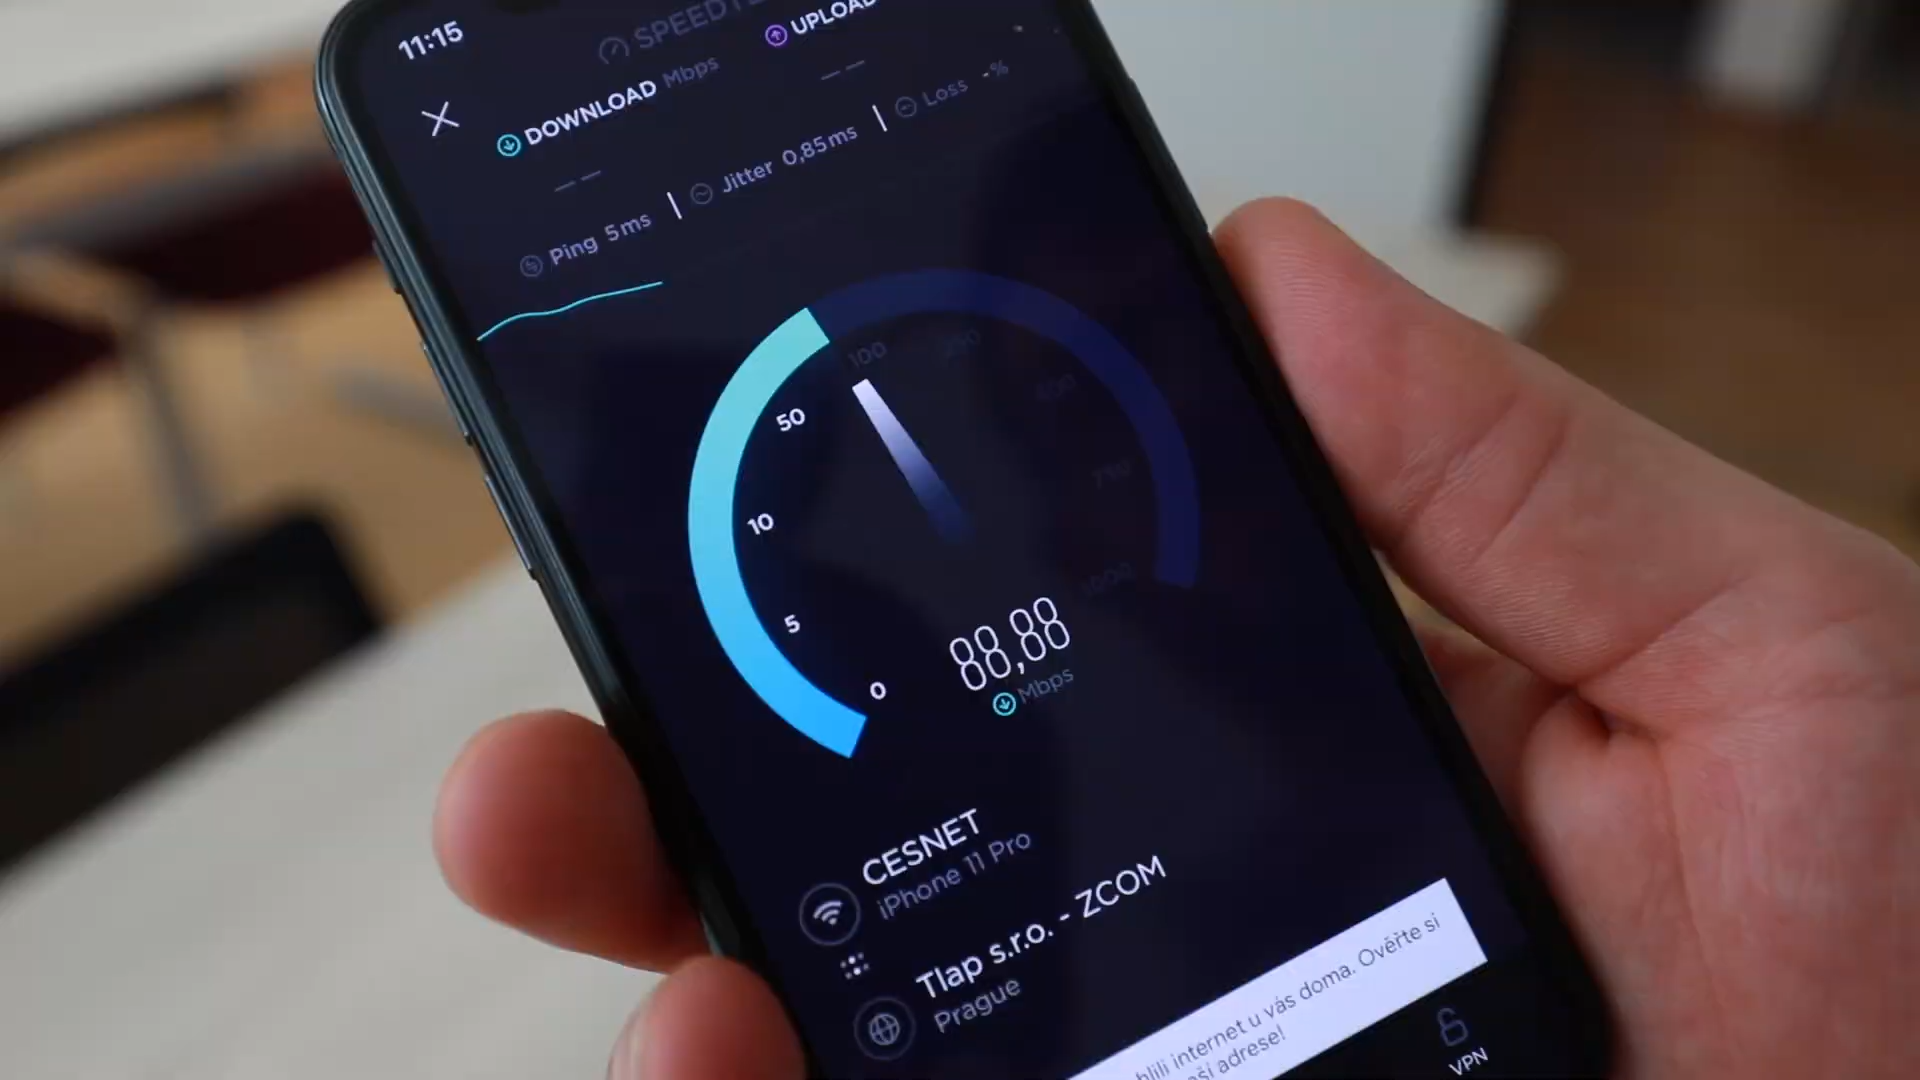 11:15
SPEEDTE
DOWNLOAD Mbps
UPLOAD
Ping 5ms | Jitter 0,85ms | Loss -%
0
5
10
50
100
88,88
Mbps
CESNET
iPhone 11 Pro
Tlap s.r.o. - ZCOM
Prague
internet u vás doma. Ověřte si
adrese!
VPN